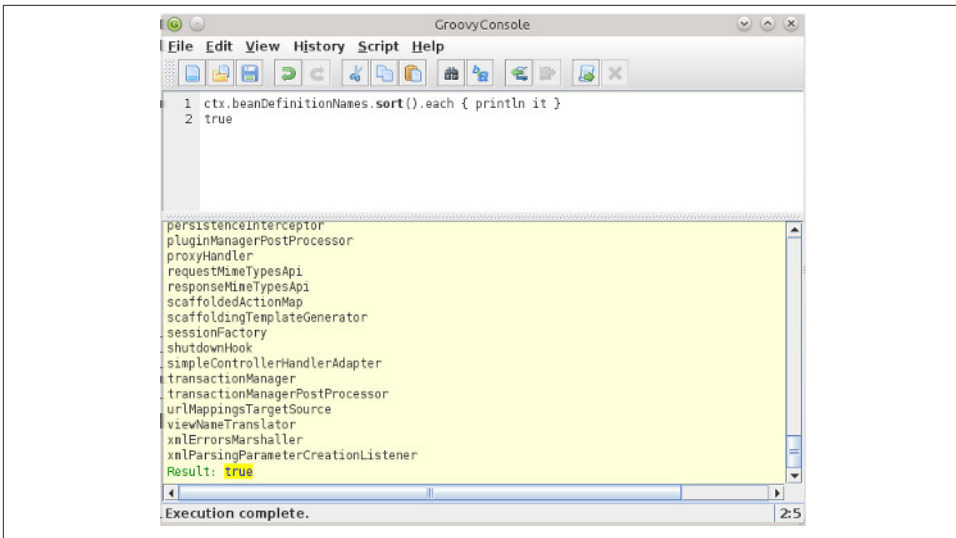 GroovyConsole
File Edit View History Script Help
1 ctx.beanDefinitionNames.sort().each { println it }
2 true
persistenceInterceptor
pluginManagerPostProcessor
proxyHandler
requestMimeTypesApi
responseMimeTypesApi
scaffoldedActionMap
scaffoldingTemplateGenerator
sessionFactory
shutdownHook
simpleControllerHandlerAdapter
transactionManager
transactionManagerPostProcessor
urlMappingsTargetSource
viewNameTranslator
xmlErrorsMarshaller
xmlParsingParameterCreationListener
Result: true
Execution complete. 2:5